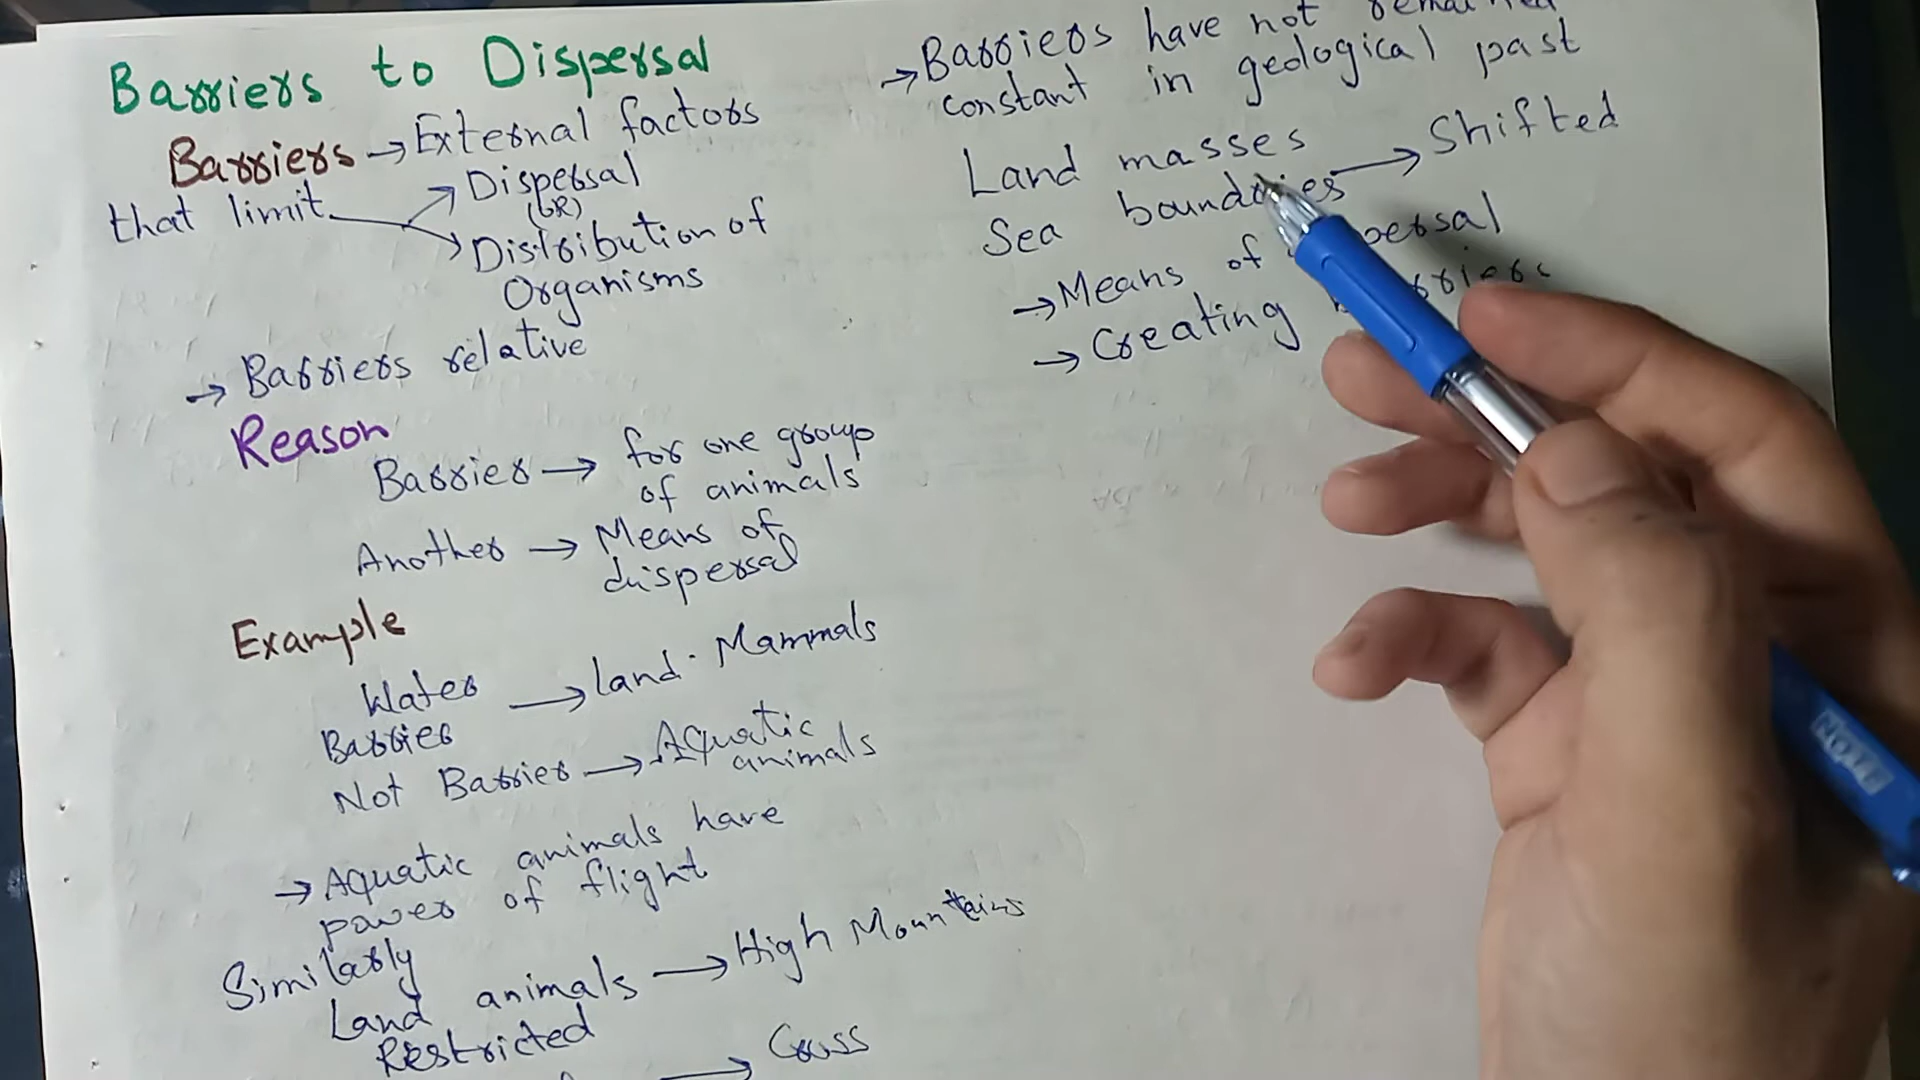 Barriers to Dispersal
Barriers → External factors
that limit → Dispersal
(OR)
→ Distribution of
Organisms
→ Barriers relative
Reason
Barrier → for one group
of animals
Another → Means of
dispersal
Example
Water → Land Mammals
Barrier
Not Barrier → Aquatic
animals
→ Aquatic animals have
power of flight
Similarly
Land animals → High Mountains
Restricted
→ Cross
→ Barriers have not remained
constant in geological past
Land masses
→ Shifted
Sea boundries
→ Means of
→ Creating